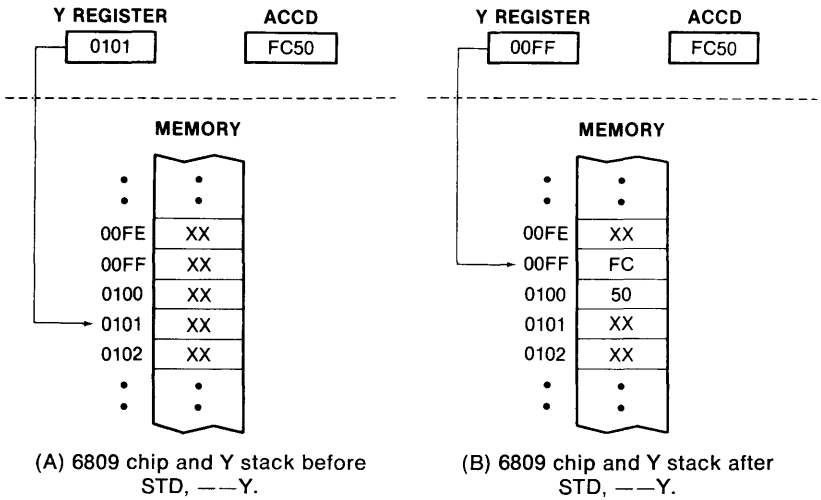 Y REGISTER
0101
ACCD
FC50
MEMORY
00FE XX
00FF XX
0100 XX
0101 XX
0102 XX
(A) 6809 chip and Y stack before
STD, ——Y.
Y REGISTER
00FF
ACCD
FC50
MEMORY
00FE XX
00FF FC
0100 50
0101 XX
0102 XX
(B) 6809 chip and Y stack after
STD, ——Y.